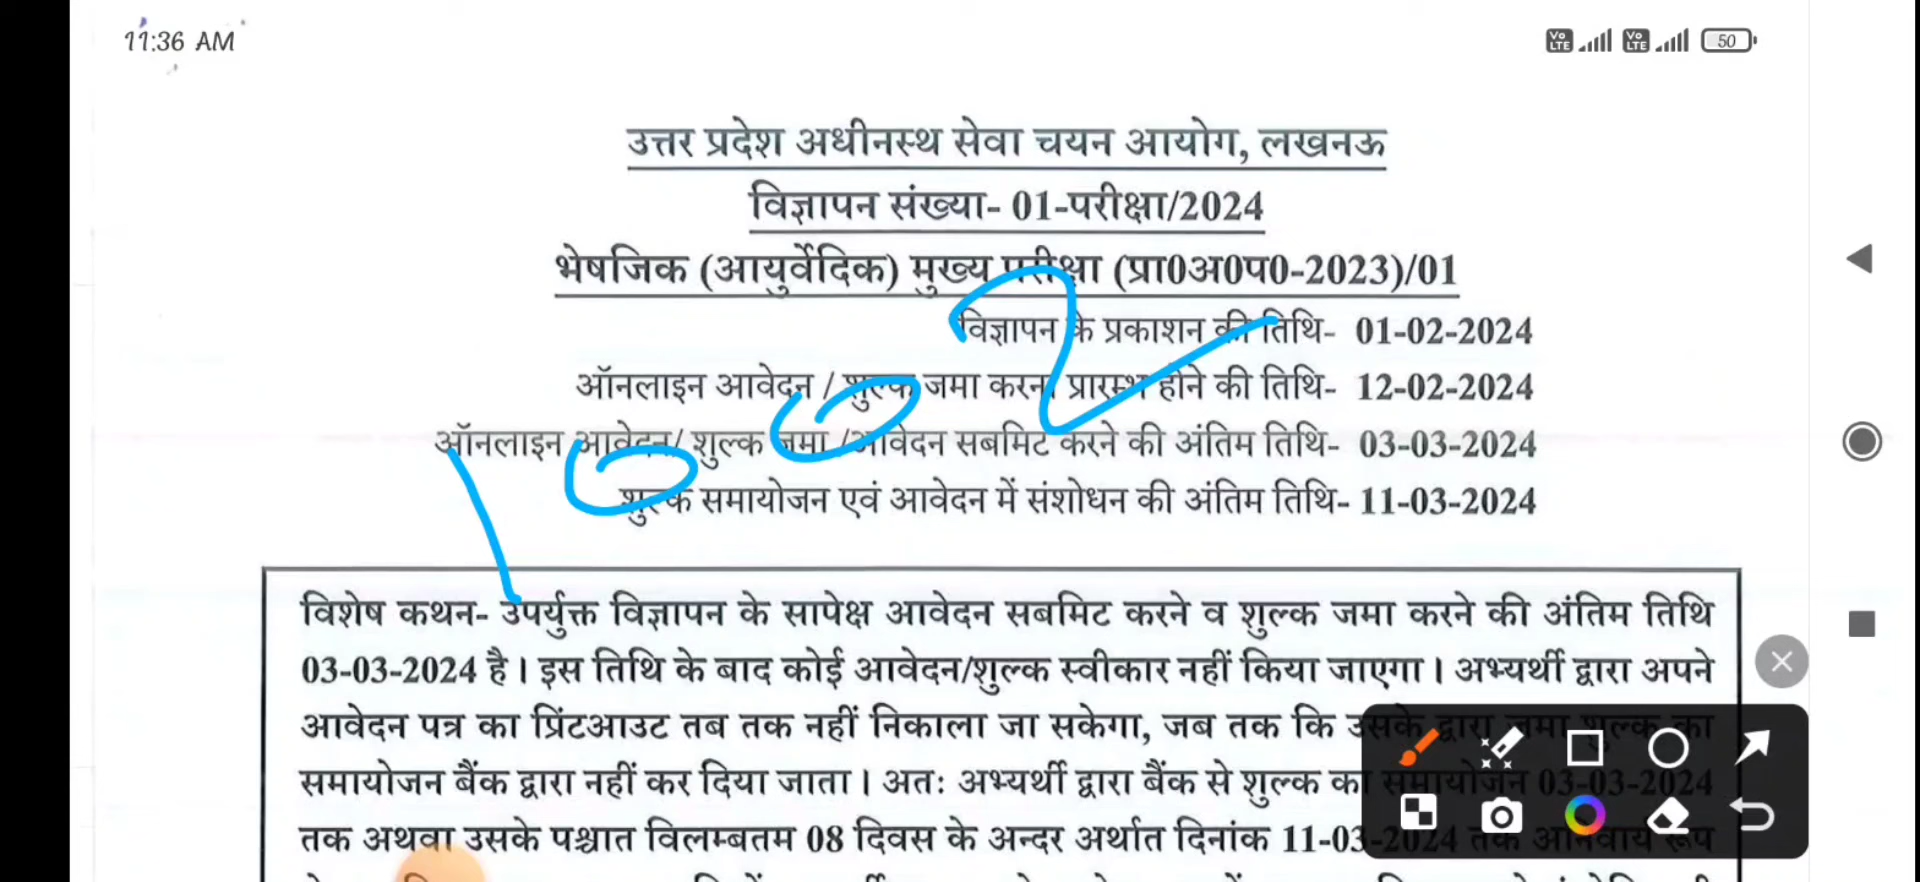 11:36 AM
Vo LTE Vo LTE 50
उत्तर प्रदेश अधीनस्थ सेवा चयन आयोग, लखनऊ
विज्ञापन संख्या- 01-परीक्षा/2024
भेषजिक (आयुर्वेदिक) मुख्य परीक्षा (प्रा0अ0प0-2023)/01
विज्ञापन के प्रकाशन की तिथि- 01-02-2024
ऑनलाइन आवेदन / शुल्क जमा करना प्रारम्भ होने की तिथि- 12-02-2024
ऑनलाइन आवेदन/ शुल्क जमा /आवेदन सबमिट करने की अंतिम तिथि- 03-03-2024
शुल्क समायोजन एवं आवेदन में संशोधन की अंतिम तिथि- 11-03-2024
विशेष कथन- उपर्युक्त विज्ञापन के सापेक्ष आवेदन सबमिट करने व शुल्क जमा करने की अंतिम तिथि
03-03-2024 है। इस तिथि के बाद कोई आवेदन/शुल्क स्वीकार नहीं किया जाएगा। अभ्यर्थी द्वारा अपने
आवेदन पत्र का प्रिंटआउट तब तक नहीं निकाला जा सकेगा, जब तक कि उसके द्वारा जमा शुल्क का
समायोजन बैंक द्वारा नहीं कर दिया जाता। अतः अभ्यर्थी द्वारा बैंक से शुल्क का समायोजन 03-03-2024
तक अथवा उसके पश्चात विलम्बतम 08 दिवस के अन्दर अर्थात दिनांक 11-03-2024 तक अनिवार्य रूप